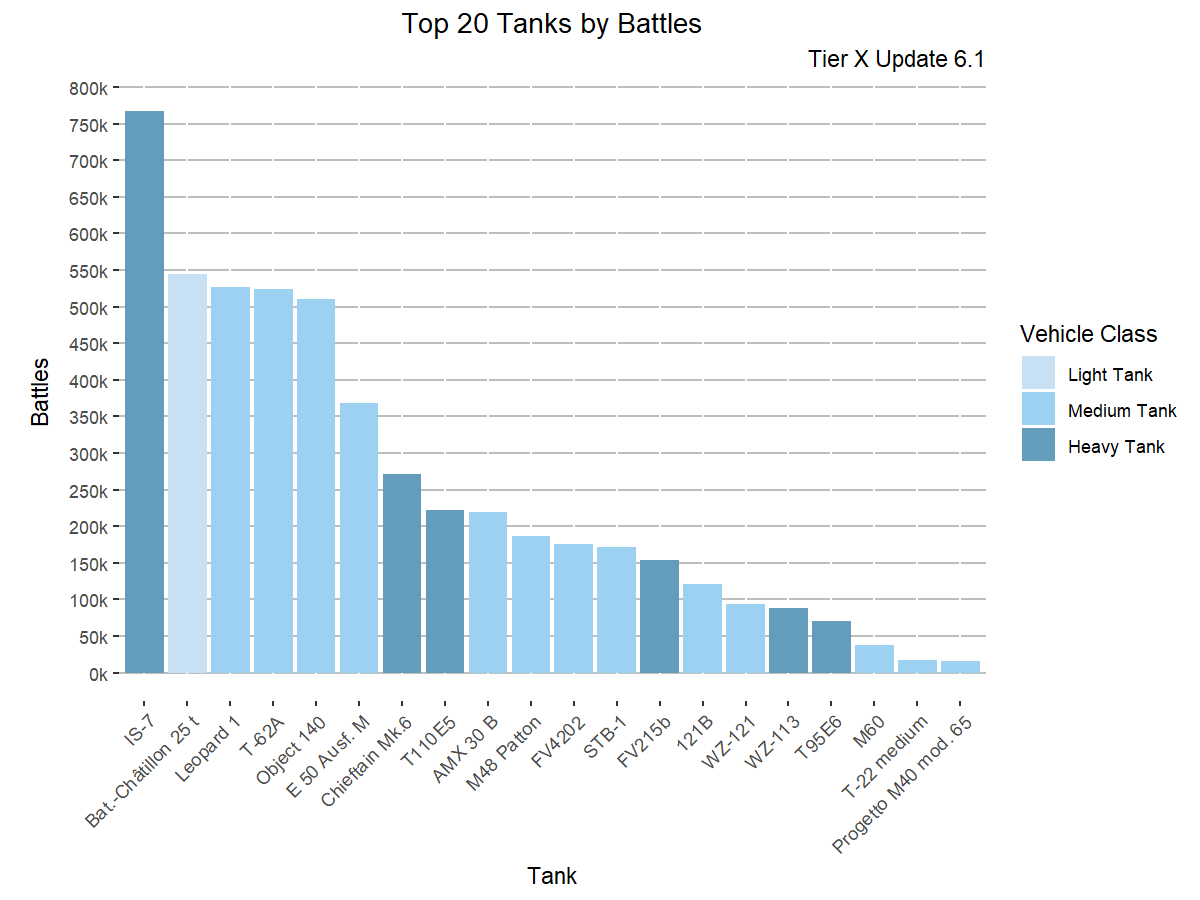 Top 20 Tanks by Battles
Tier X Update 6.1
800k
750k
700k
650k
600k
550k
500k
450k
400k
350k
300k
250k
200k
150k
100k
50k
0k
Battles
IS-7
Bat.-Châtillon 25 t
Leopard 1
T-62A
Object 140
E 50 Ausf. M
Chieftain Mk.6
T110E5
AMX 30 B
M48 Patton
FV4202
STB-1
FV215b
121B
WZ-121
WZ-113
T95E6
M60
T-22 medium
Progetto M40 mod. 65
Tank
Vehicle Class
Light Tank
Medium Tank
Heavy Tank